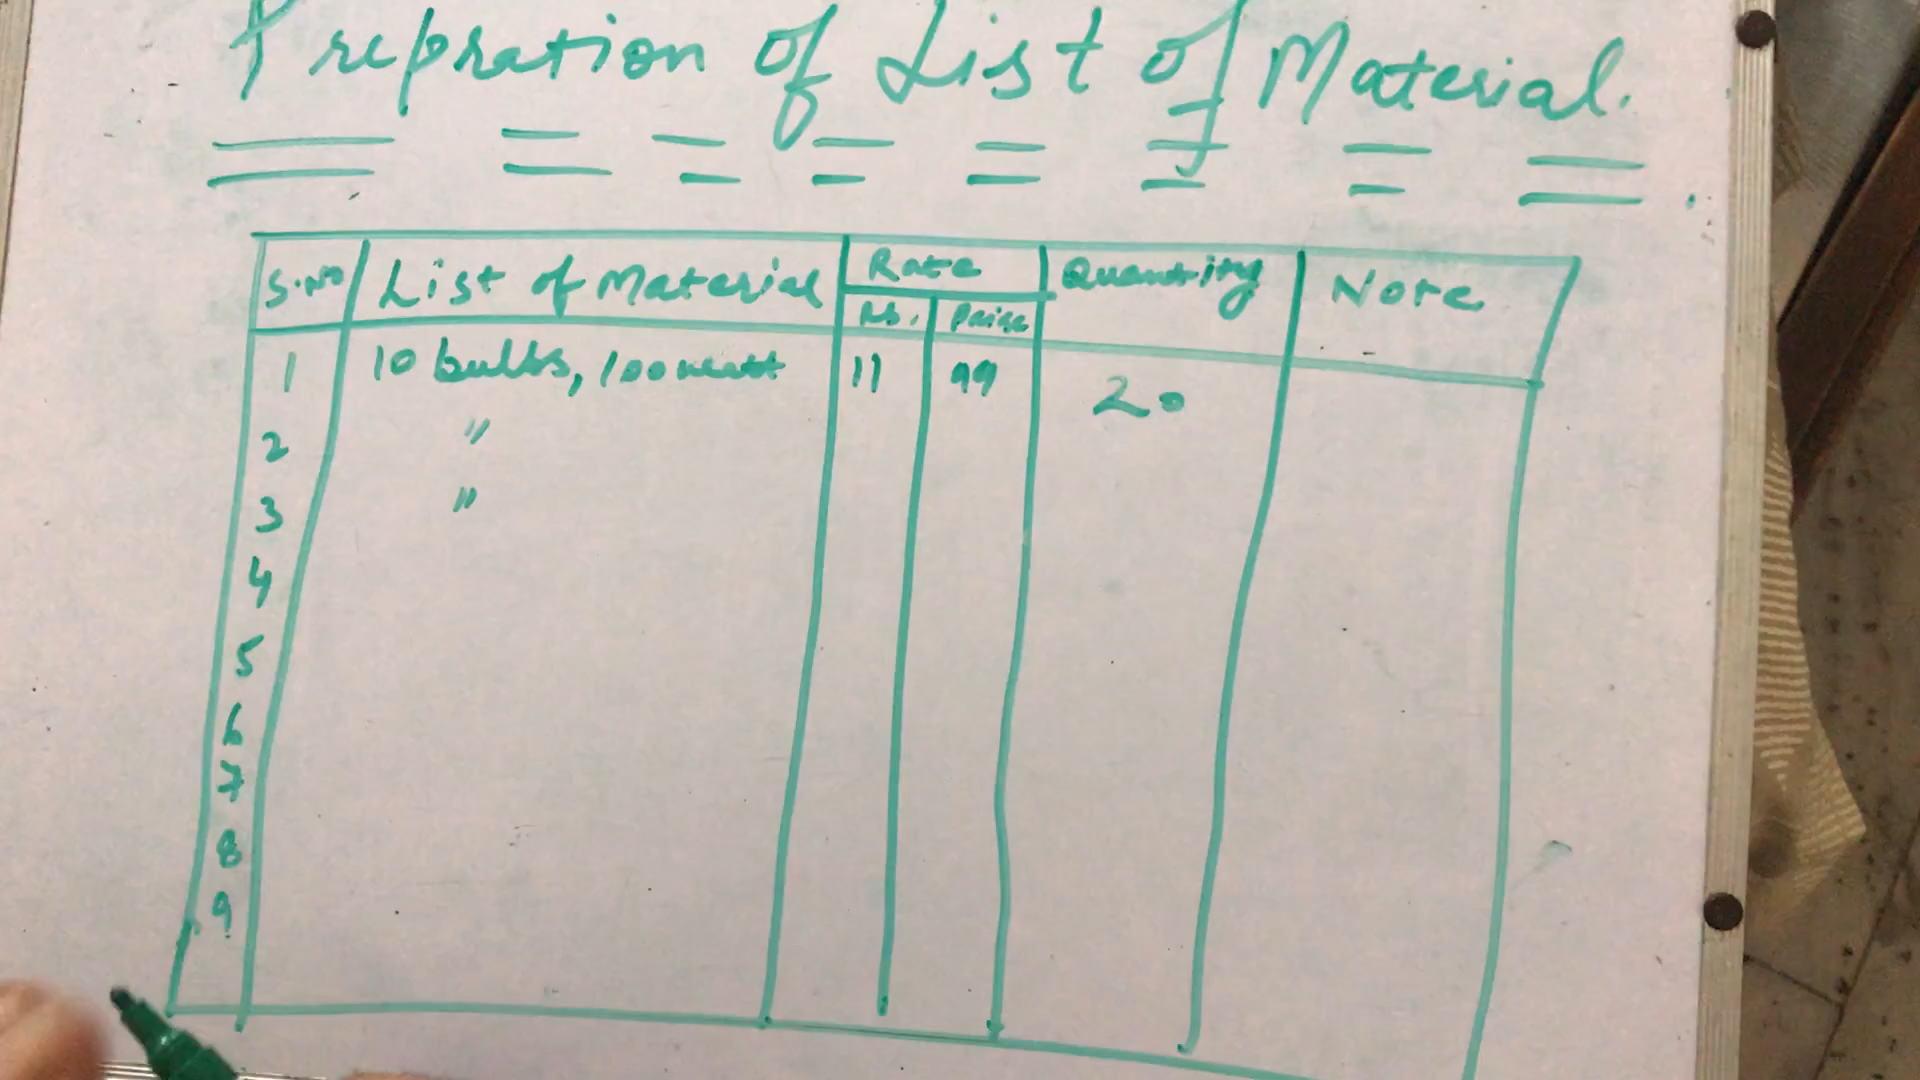 Prepration of List of Material.
S.No List of Material Rate Quantity Note
Rs. Paise
1 10 bulbs, 100 watt 11 99 20
2 "
3 "
4
5
6
7
8
9